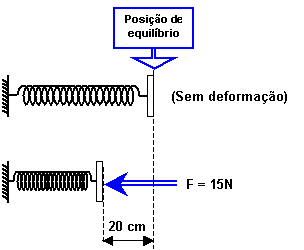 Posição de
equilíbrio
(Sem deformação)
F = 15N
20 cm